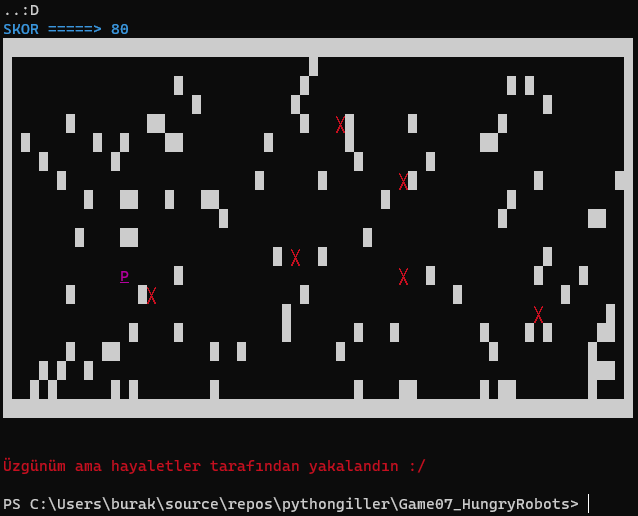 ..:D
SKOR =====> 80
X
X
X
P
X
X
X
Üzgünüm ama hayaletler tarafından yakalandın :/
PS C:\Users\burak\source\repos\pythongiller\Game07_HungryRobots>